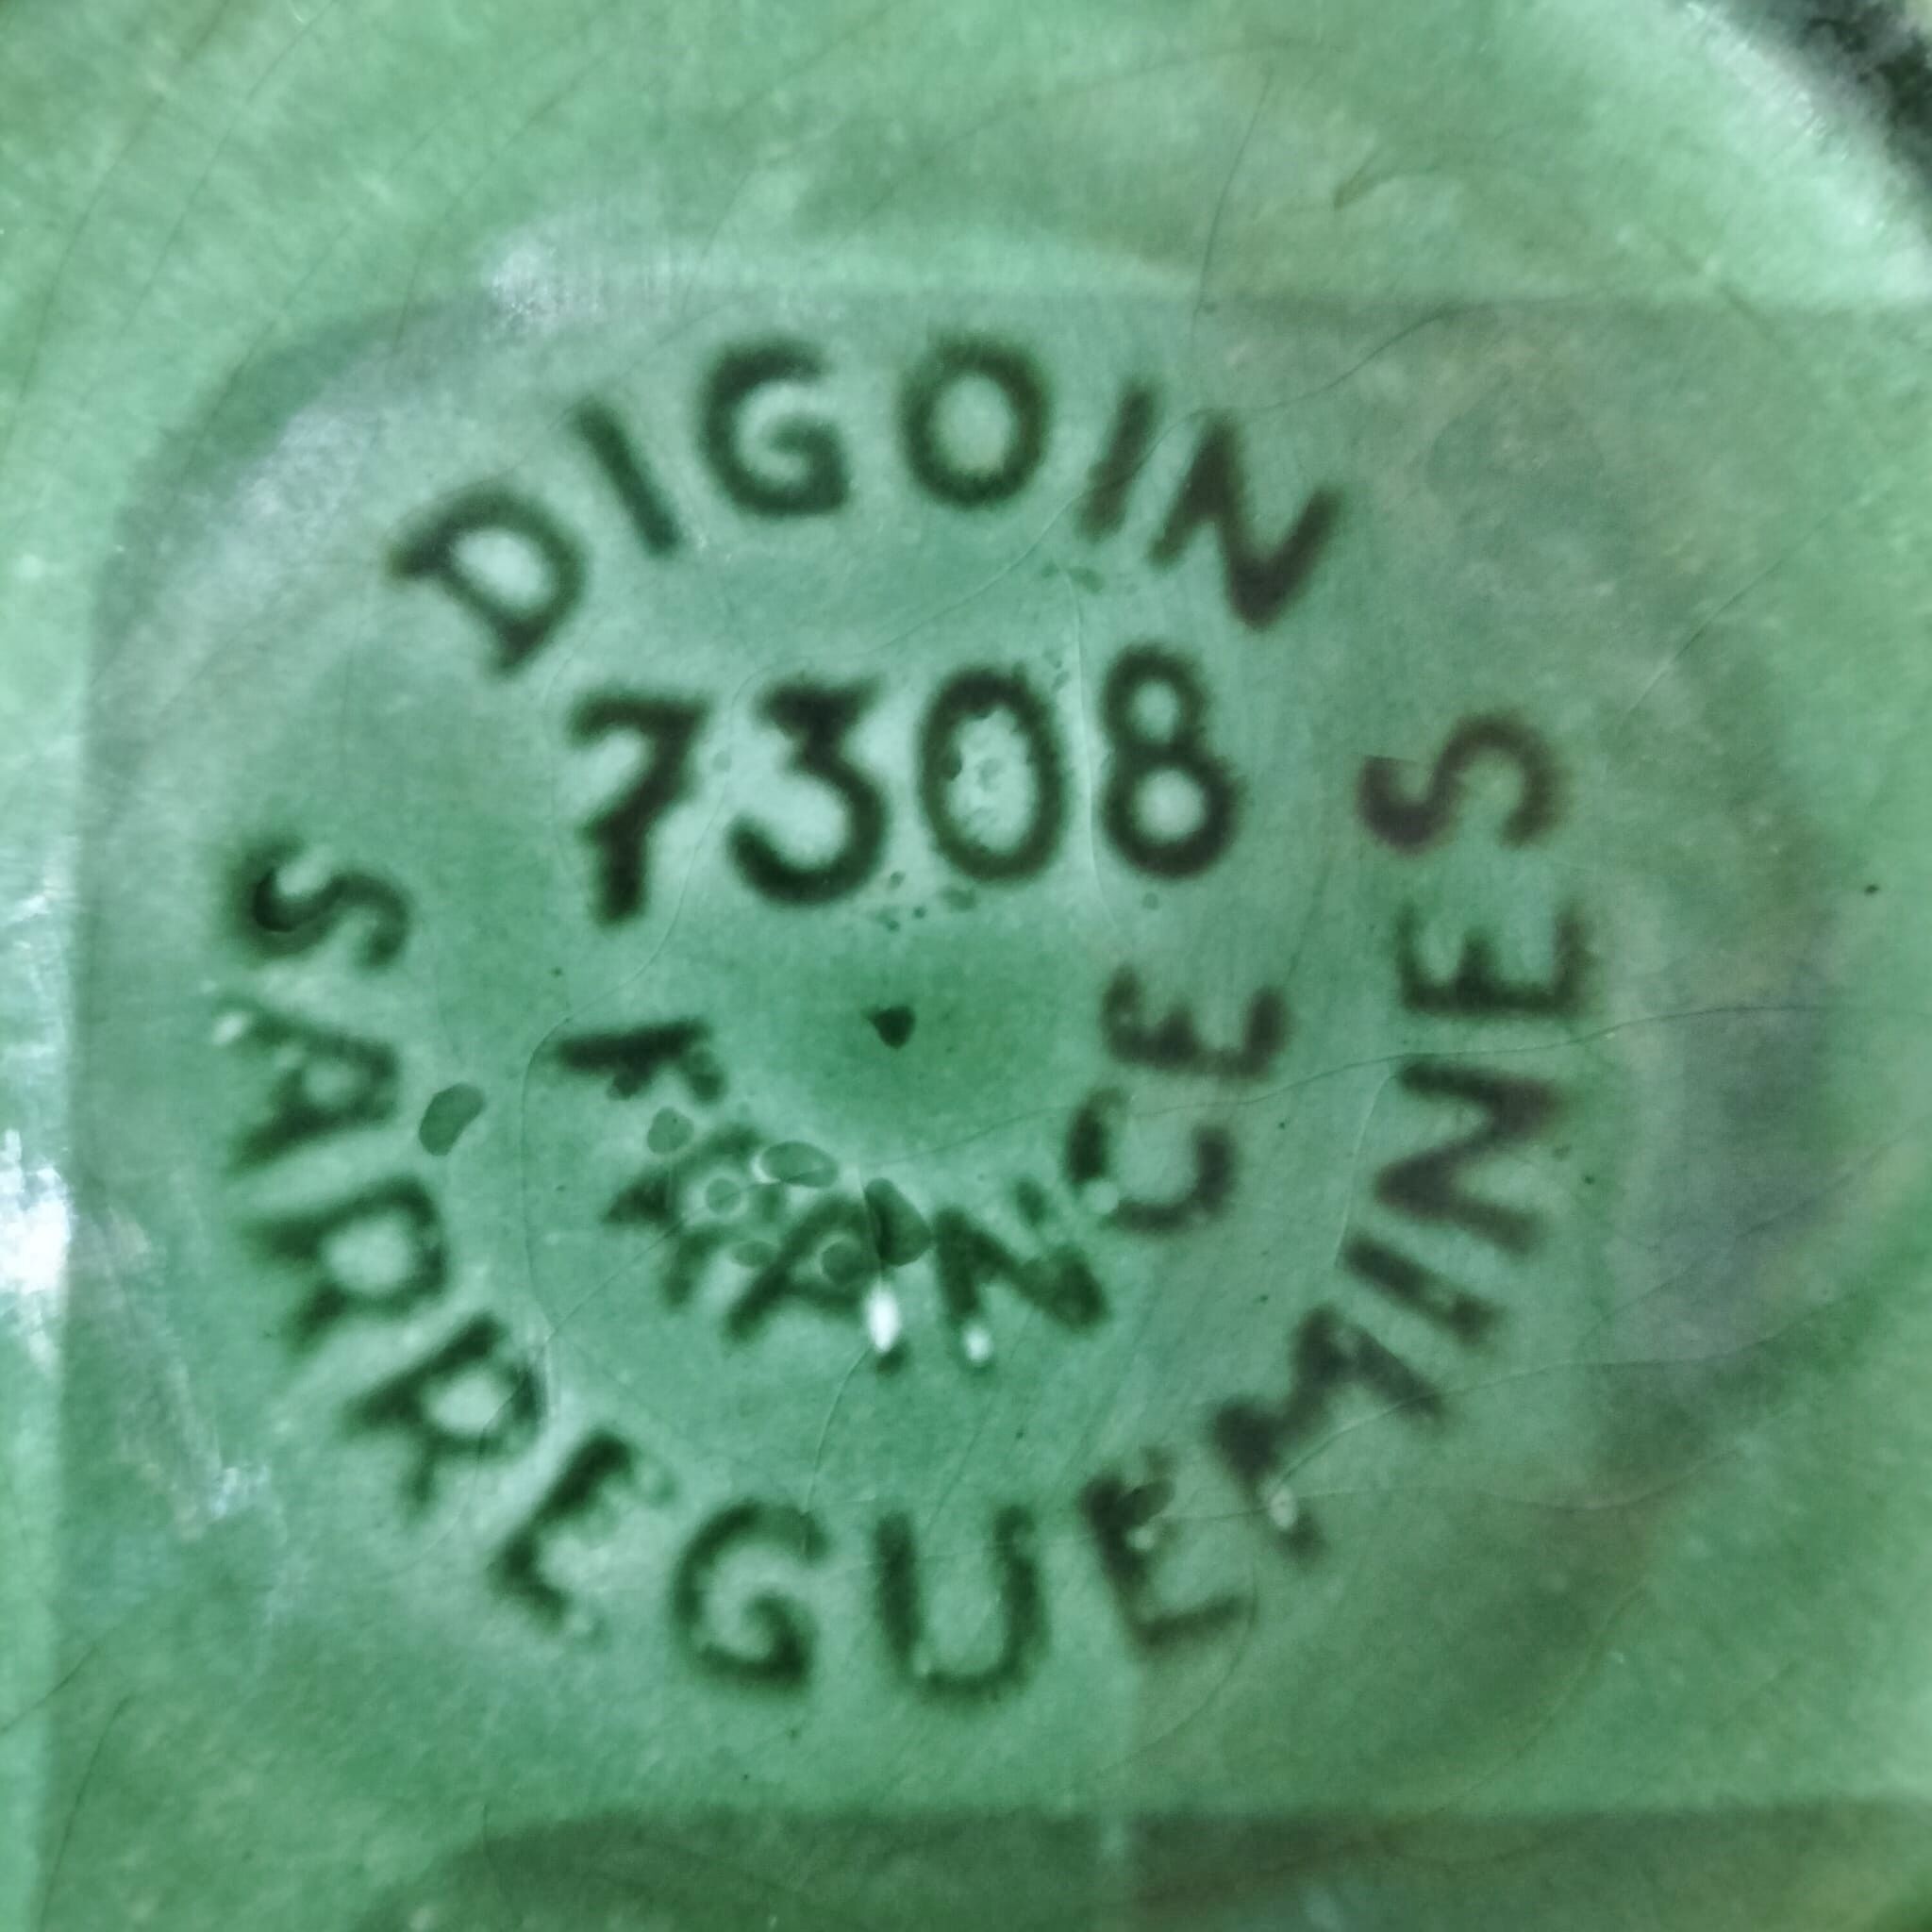 DIGOIN
7308
FRANCE
SARREGUEMINES